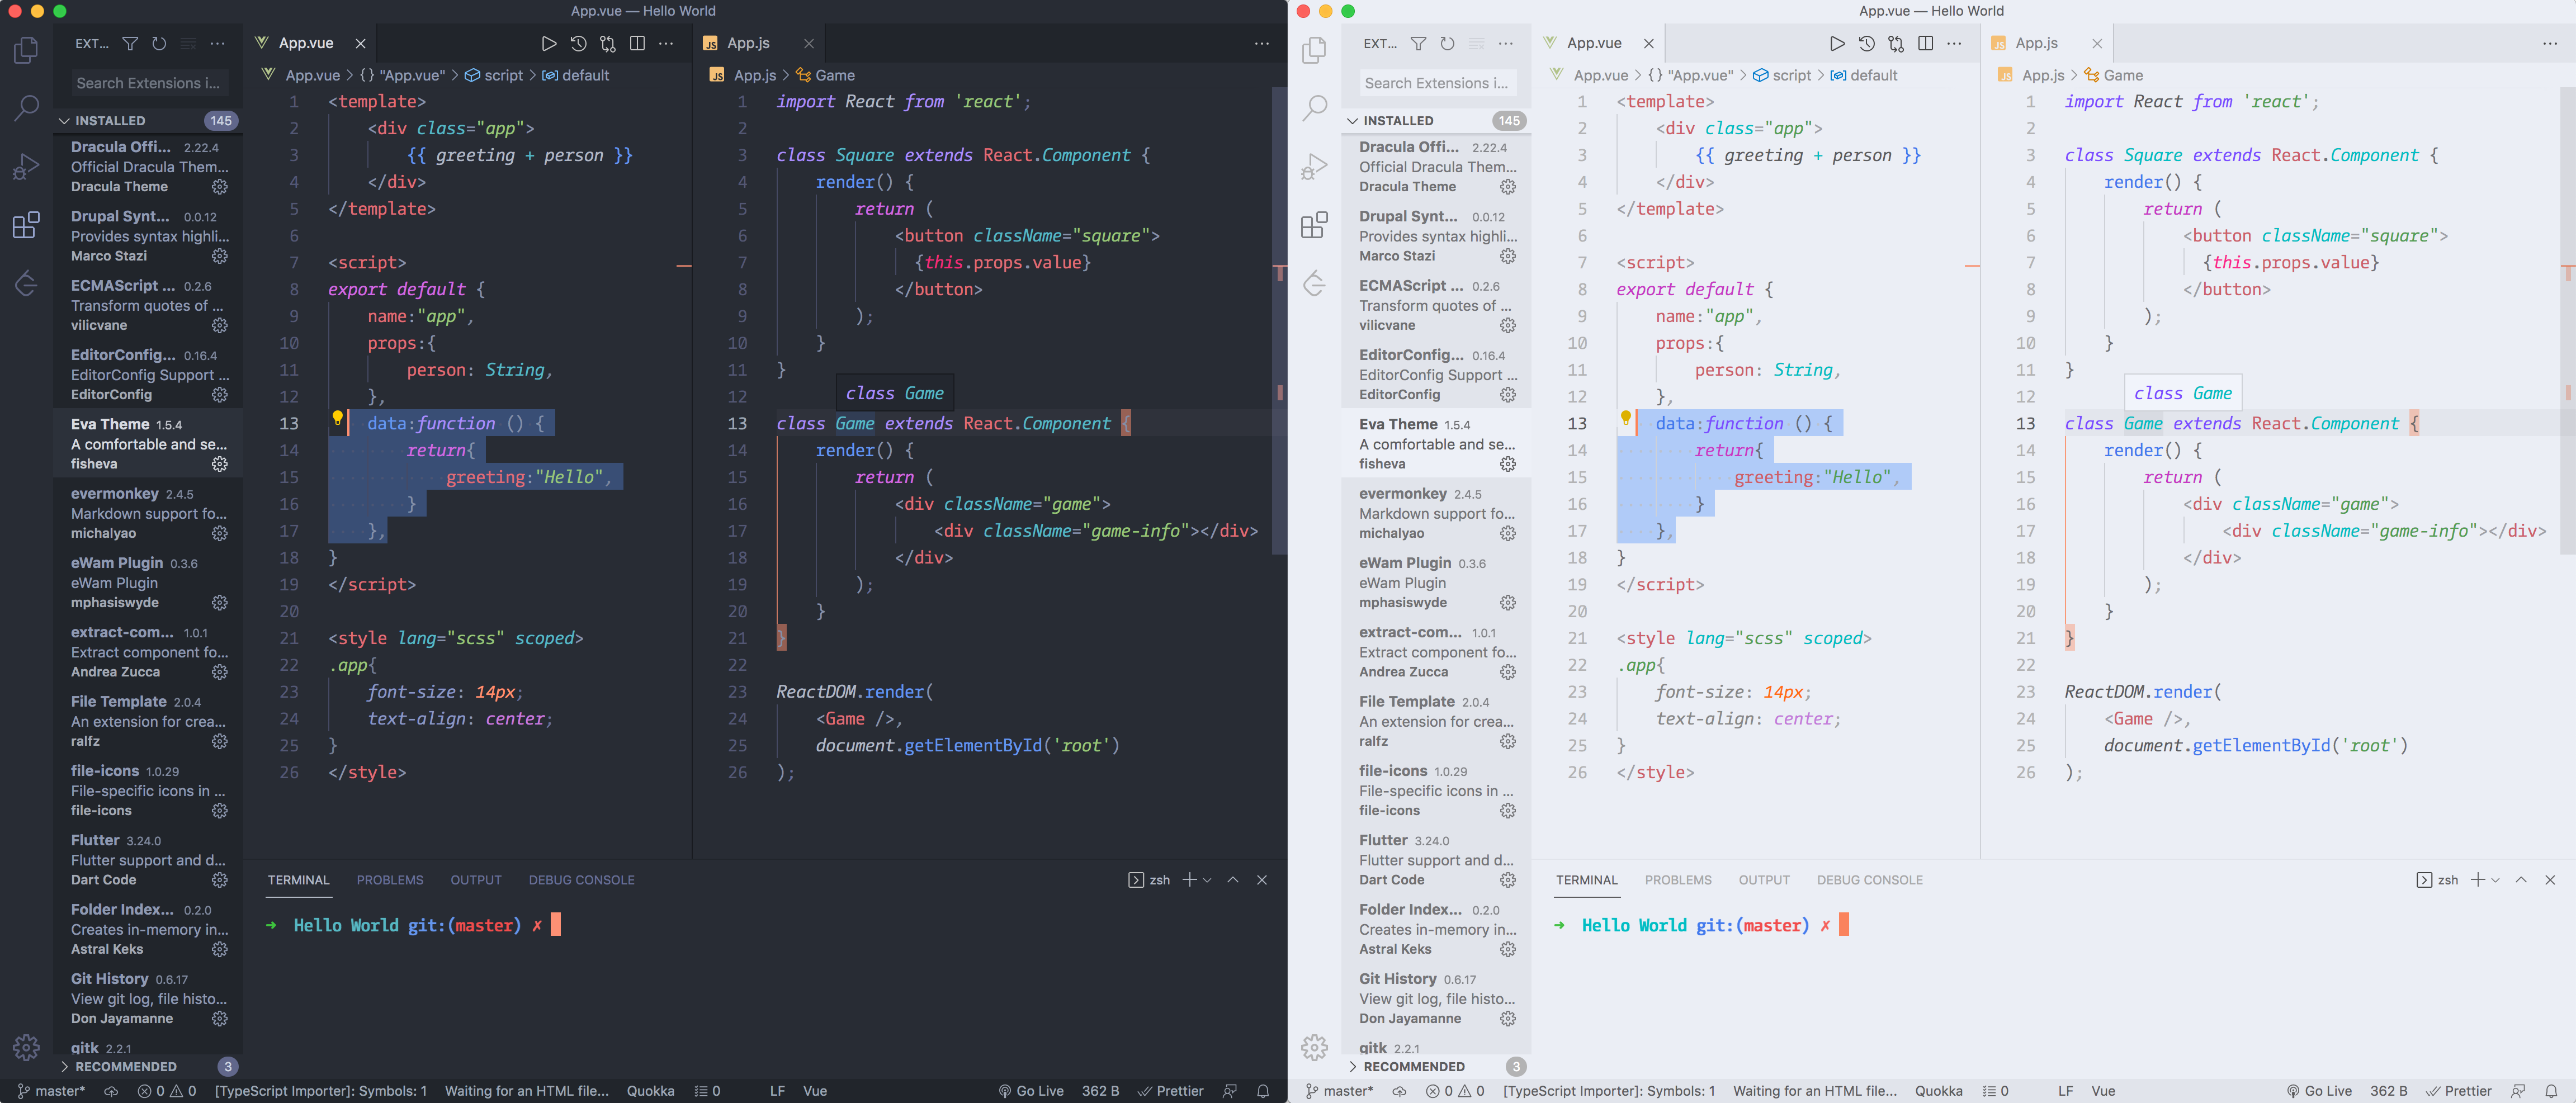 App.vue — Hello World
EXT...
App.vue
App.js
Search Extensions i...
App.vue > {} "App.vue" > script > default
App.js > Game
INSTALLED 145
Dracula Offi... 2.22.4
Official Dracula Them...
Dracula Theme
Drupal Synt... 0.0.12
Provides syntax highli...
Marco Stazi
ECMAScript ... 0.2.6
Transform quotes of ...
vilicvane
EditorConfig... 0.16.4
EditorConfig Support ...
EditorConfig
Eva Theme 1.5.4
A comfortable and se...
fisheva
evermonkey 2.4.5
Markdown support fo...
michalyao
eWam Plugin 0.3.6
eWam Plugin
mphasiswyde
extract-com... 1.0.1
Extract component fo...
Andrea Zucca
File Template 2.0.4
An extension for crea...
ralfz
file-icons 1.0.29
File-specific icons in ...
file-icons
Flutter 3.24.0
Flutter support and d...
Dart Code
Folder Index... 0.2.0
Creates in-memory in...
Astral Keks
Git History 0.6.17
View git log, file histo...
Don Jayamanne
gitk 2.2.1
RECOMMENDED 3
1 <template>
2 <div class="app">
3 {{ greeting + person }}
4 </div>
5 </template>
6
7 <script>
8 export default {
9 name:"app",
10 props:{
11 person: String,
12 },
13 data:function () {
14 return{
15 greeting:"Hello",
16 }
17 },
18 }
19 </script>
20
21 <style lang="scss" scoped>
22 .app{
23 font-size: 14px;
24 text-align: center;
25 }
26 </style>
1 import React from 'react';
2
3 class Square extends React.Component {
4 render() {
5 return (
6 <button className="square">
7 {this.props.value}
8 </button>
9 );
10 }
11 }
12
class Game
13 class Game extends React.Component {
14 render() {
15 return (
16 <div className="game">
17 <div className="game-info"></div>
18 </div>
19 );
20 }
21 }
22
23 ReactDOM.render(
24 <Game />,
25 document.getElementById('root')
26 );
TERMINAL PROBLEMS OUTPUT DEBUG CONSOLE
zsh
➜ Hello World git:(master) ✗
master* 0 0 [TypeScript Importer]: Symbols: 1 Waiting for an HTML file... Quokka 0 LF Vue Go Live 362 B Prettier
App.vue — Hello World
EXT...
App.vue
App.js
Search Extensions i...
App.vue > {} "App.vue" > script > default
App.js > Game
INSTALLED 145
Dracula Offi... 2.22.4
Official Dracula Them...
Dracula Theme
Drupal Synt... 0.0.12
Provides syntax highli...
Marco Stazi
ECMAScript ... 0.2.6
Transform quotes of ...
vilicvane
EditorConfig... 0.16.4
EditorConfig Support ...
EditorConfig
Eva Theme 1.5.4
A comfortable and se...
fisheva
evermonkey 2.4.5
Markdown support fo...
michalyao
eWam Plugin 0.3.6
eWam Plugin
mphasiswyde
extract-com... 1.0.1
Extract component fo...
Andrea Zucca
File Template 2.0.4
An extension for crea...
ralfz
file-icons 1.0.29
File-specific icons in ...
file-icons
Flutter 3.24.0
Flutter support and d...
Dart Code
Folder Index... 0.2.0
Creates in-memory in...
Astral Keks
Git History 0.6.17
View git log, file histo...
Don Jayamanne
gitk 2.2.1
RECOMMENDED 3
1 <template>
2 <div class="app">
3 {{ greeting + person }}
4 </div>
5 </template>
6
7 <script>
8 export default {
9 name:"app",
10 props:{
11 person: String,
12 },
13 data:function () {
14 return{
15 greeting:"Hello",
16 }
17 },
18 }
19 </script>
20
21 <style lang="scss" scoped>
22 .app{
23 font-size: 14px;
24 text-align: center;
25 }
26 </style>
1 import React from 'react';
2
3 class Square extends React.Component {
4 render() {
5 return (
6 <button className="square">
7 {this.props.value}
8 </button>
9 );
10 }
11 }
12
class Game
13 class Game extends React.Component {
14 render() {
15 return (
16 <div className="game">
17 <div className="game-info"></div>
18 </div>
19 );
20 }
21 }
22
23 ReactDOM.render(
24 <Game />,
25 document.getElementById('root')
26 );
TERMINAL PROBLEMS OUTPUT DEBUG CONSOLE
zsh
➜ Hello World git:(master) ✗
master* 0 0 [TypeScript Importer]: Symbols: 1 Waiting for an HTML file... Quokka 0 LF Vue Go Live 362 B Prettier